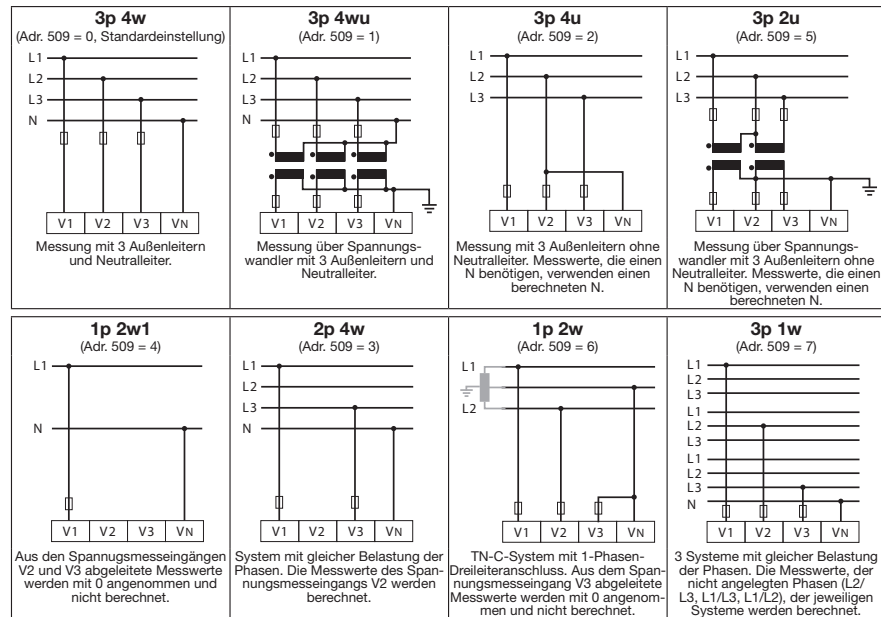 3p 4w
(Adr. 509 = 0, Standardeinstellung)
L1
L2
L3
N
V1 V2 V3 VN
Messung mit 3 Außenleitern
und Neutralleiter.
3p 4wu
(Adr. 509 = 1)
L1
L2
L3
N
V1 V2 V3 VN
Messung über Spannungs-
wandler mit 3 Außenleitern und
Neutralleiter.
3p 4u
(Adr. 509 = 2)
L1
L2
L3
V1 V2 V3 VN
Messung mit 3 Außenleitern ohne
Neutralleiter. Messwerte, die einen
N benötigen, verwenden einen
berechneten N.
3p 2u
(Adr. 509 = 5)
L1
L2
L3
V1 V2 V3 VN
Messung über Spannungs-
wandler mit 3 Außenleitern ohne
Neutralleiter. Messwerte, die einen
N benötigen, verwenden einen
berechneten N.
1p 2w1
(Adr. 509 = 4)
L1
N
V1 V2 V3 VN
Aus den Spannugsmesseingängen
V2 und V3 abgeleitete Messwerte
werden mit 0 angenommen und
nicht berechnet.
2p 4w
(Adr. 509 = 3)
L1
L2
L3
N
V1 V2 V3 VN
System mit gleicher Belastung der
Phasen. Die Messwerte des Span-
nungsmesseingangs V2 werden
berechnet.
1p 2w
(Adr. 509 = 6)
L1
L2
V1 V2 V3 VN
TN-C-System mit 1-Phasen-
Dreileiteranschluss. Aus dem Span-
nungsmesseingang V3 abgeleitete
Messwerte werden mit 0 angenom-
men und nicht berechnet.
3p 1w
(Adr. 509 = 7)
L1
L2
L3
L1
L2
L3
L1
L2
L3
N
V1 V2 V3 VN
3 Systeme mit gleicher Belastung
der Phasen. Die Messwerte, der
nicht angelegten Phasen (L2/
L3, L1/L3, L1/L2), der jeweiligen
Systeme werden berechnet.